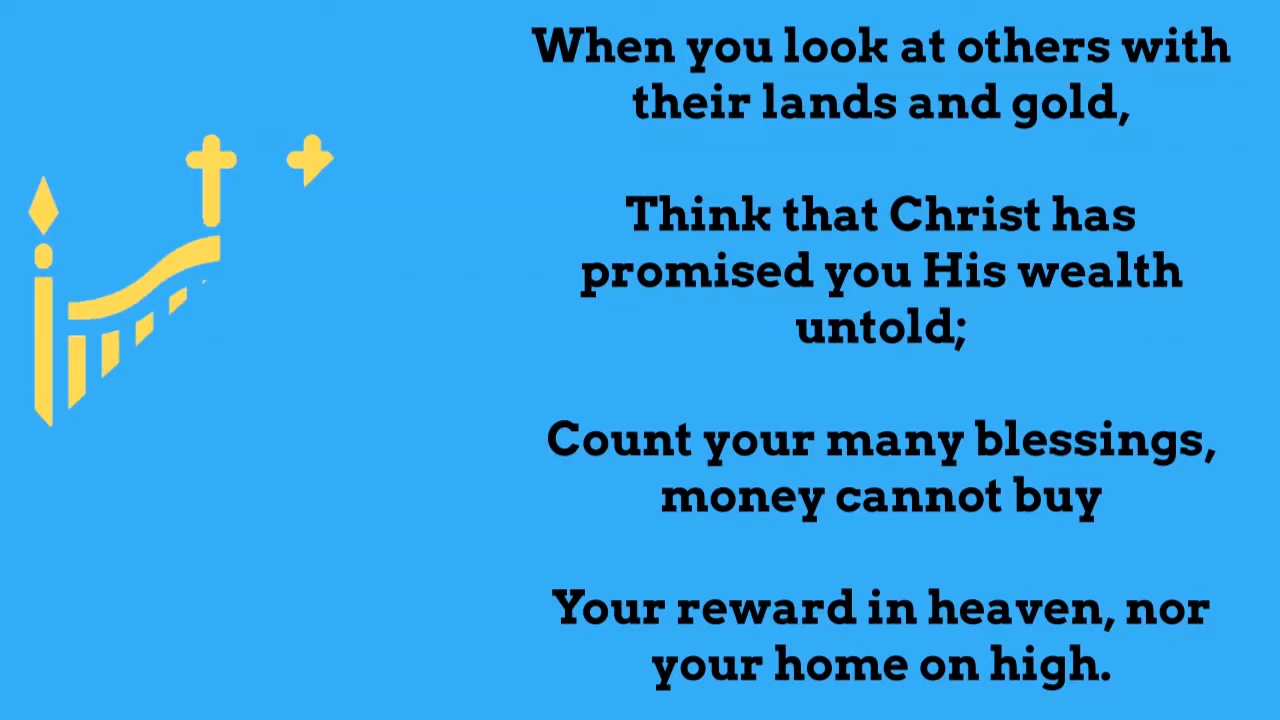 When you look at others with
their lands and gold,
Think that Christ has
promised you His wealth
untold;
Count your many blessings,
money cannot buy
Your reward in heaven, nor
your home on high.